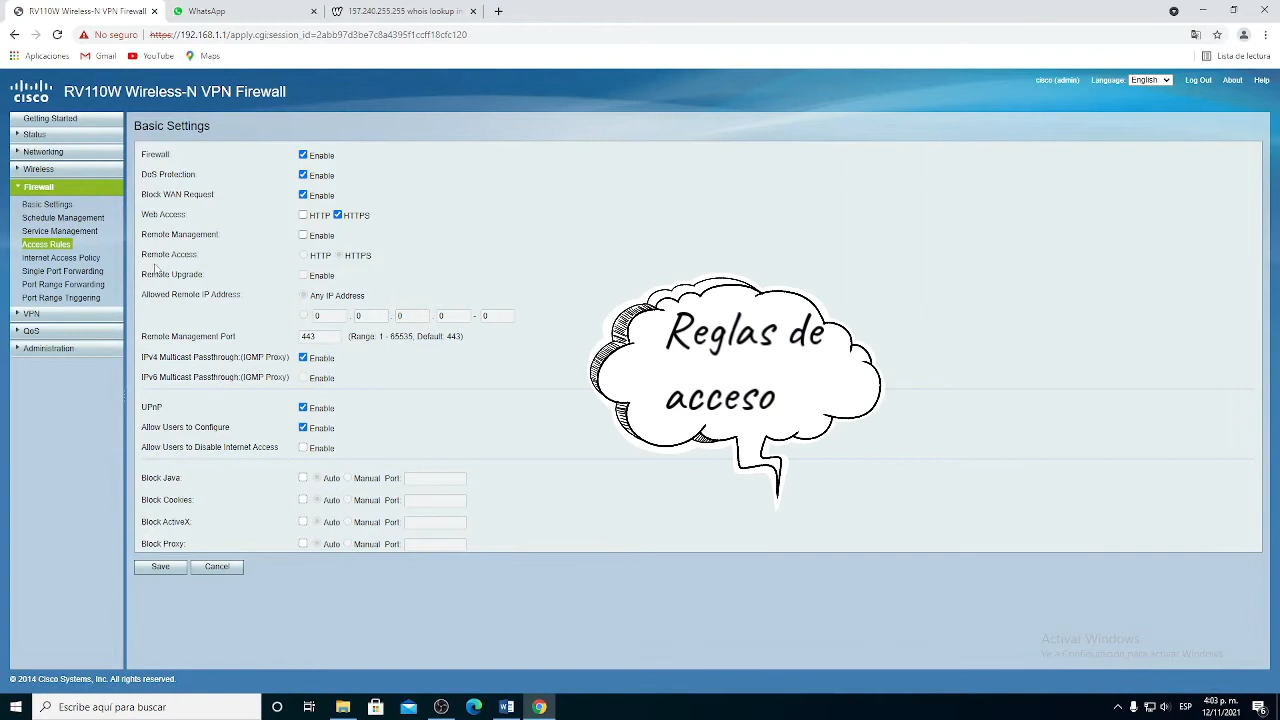 RV110W Wireless-N VPN Firewall
WhatsApp
157.240.255.255 whois lookup in
No seguro
https://192.168.1.1/apply.cgi;session_id=2abb97d3be7c8a4395f1ccff18cfc120
Aplicaciones
Gmail
YouTube
Maps
Lista de lectura
cisco
RV110W Wireless-N VPN Firewall
cisco (admin)
Language:
English
Log Out
About
Help
Getting Started
Status
Networking
Wireless
Firewall
Basic Settings
Schedule Management
Service Management
Access Rules
Internet Access Policy
Single Port Forwarding
Port Range Forwarding
Port Range Triggering
VPN
QoS
Administration
Basic Settings
Firewall: Enable
DoS Protection: Enable
Block WAN Request: Enable
Web Access: HTTP HTTPS
Remote Management: Enable
Remote Access: HTTP HTTPS
Remote Upgrade: Enable
Allowed Remote IP Address: Any IP Address
0 . 0 . 0 . 0 - 0
Remote Management Port 443 (Range: 1 - 65535, Default: 443)
IPv4 Multicast Passthrough:(IGMP Proxy) Enable
IPv6 Multicast Passthrough:(IGMP Proxy) Enable
UPnP Enable
Allow Users to Configure Enable
Allow Users to Disable Internet Access Enable
Block Java: Auto Manual Port:
Block Cookies: Auto Manual Port:
Block ActiveX: Auto Manual Port:
Block Proxy: Auto Manual Port:
Save
Cancel
Reglas de
acceso
Activar Windows
Ve a Configuración para activar Windows.
© 2014 Cisco Systems, Inc. All rights reserved.
Escribe aquí para buscar
ESP
4:03 p. m.
12/11/2021